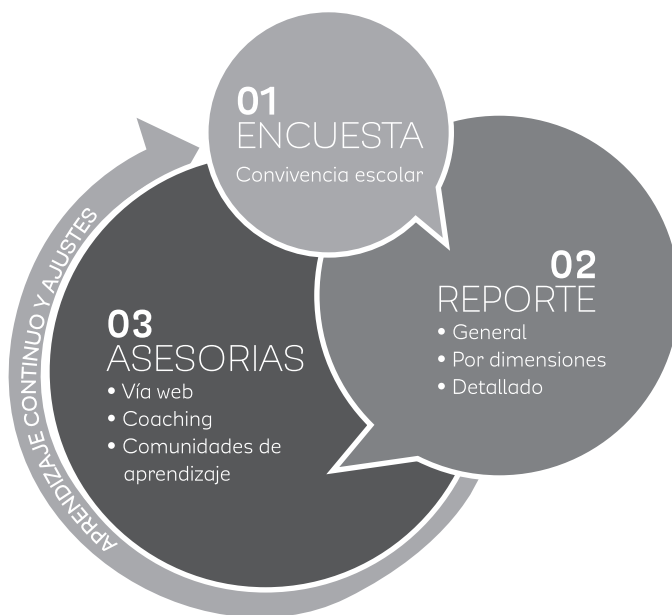 01
ENCUESTA
Convivencia escolar
02
REPORTE
• General
• Por dimensiones
• Detallado
03
ASESORIAS
• Vía web
• Coaching
• Comunidades de
aprendizaje
APRENDIZAJE CONTINUO Y AJUSTES